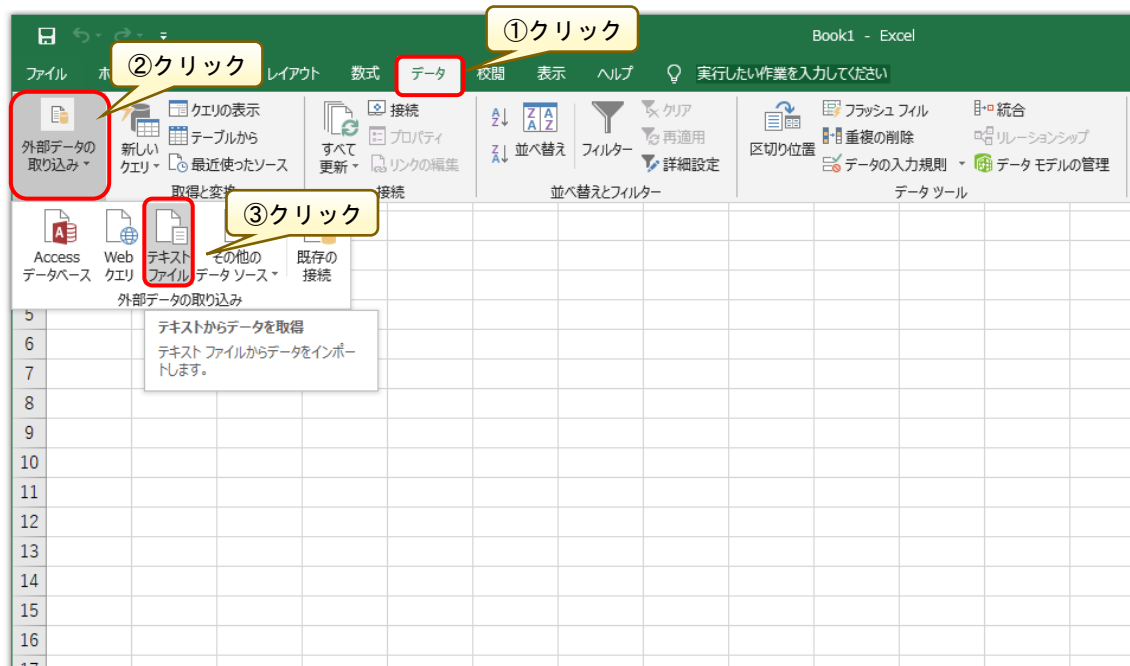 ①クリック
Book1 - Excel
ファイル
②クリック
レイアウト 数式 データ 校閲 表示 ヘルプ 実行したい作業を入力してください
外部データの
取り込み
新しい
クエリ
クエリの表示
テーブルから
最近使ったソース
取得と変換
すべて
更新
接続
プロパティ
リンクの編集
接続
並べ替え
フィルター
クリア
再適用
詳細設定
並べ替えとフィルター
区切り位置
フラッシュ フィル
重複の削除
データの入力規則
統合
リレーションシップ
データ モデルの管理
データ ツール
③クリック
Access
データベース
Web
クエリ
テキスト
ファイル
その他の
データ ソース
既存の
接続
外部データの取り込み
テキストからデータを取得
テキスト ファイルからデータをインポー
トします。
5
6
7
8
9
10
11
12
13
14
15
16
17